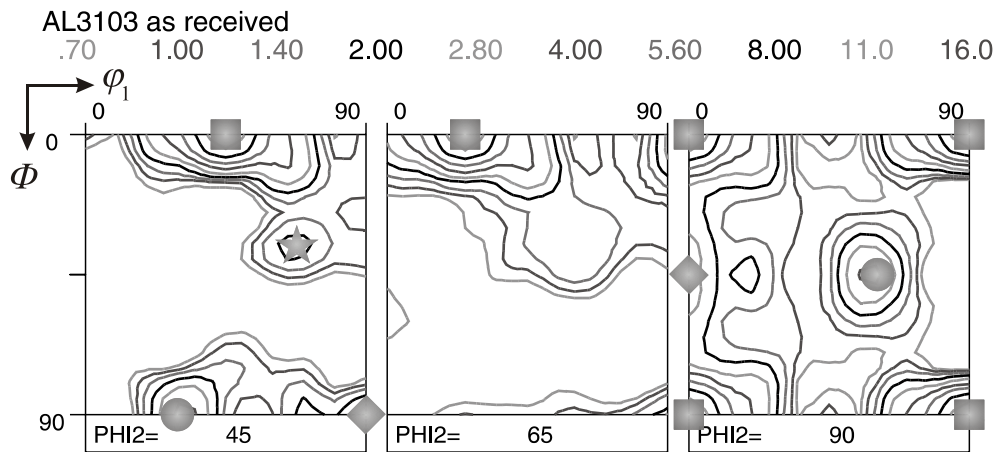 AL3103 as received
.70 1.00 1.40 2.00 2.80 4.00 5.60 8.00 11.0 16.0
φ1
0 90 0 90 0 90
0
Φ
90
PHI2= 45 PHI2= 65 PHI2= 90